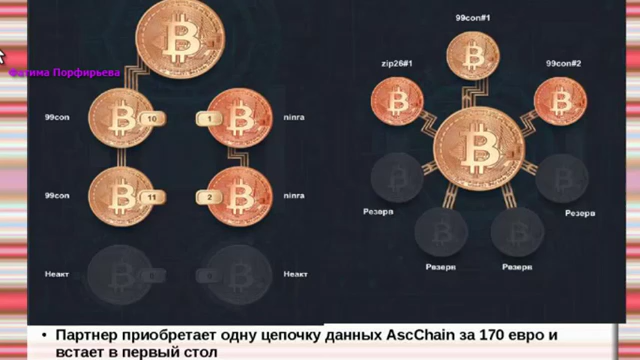 99con#1
zip26#1
99con#2
Фатима Порфирьева
99con
10
1
ninra
99con
11
2
ninra
Резерв
Резерв
Резерв
Резерв
Неакт
Неакт
• Партнер приобретает одну цепочку данных AscChain за 170 евро и
встает в первый стол